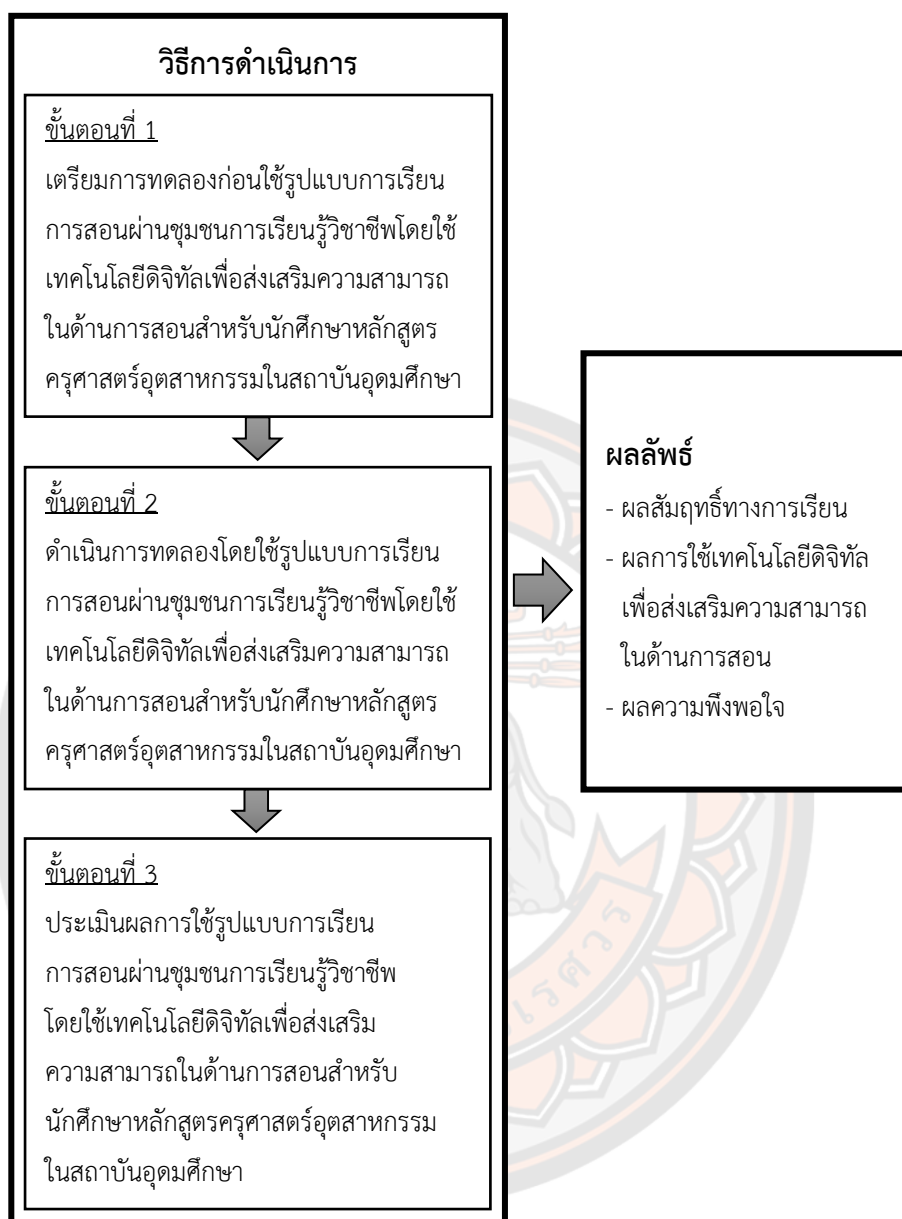 วิธีการดำเนินการ
ขั้นตอนที่ 1
เตรียมการทดลองก่อนใช้รูปแบบการเรียน
การสอนผ่านชุมชนการเรียนรู้วิชาชีพโดยใช้
เทคโนโลยีดิจิทัลเพื่อส่งเสริมความสามารถ
ในด้านการสอนสำหรับนักศึกษาหลักสูตร
ครุศาสตร์อุตสาหกรรมในสถาบันอุดมศึกษา
ขั้นตอนที่ 2
ดำเนินการทดลองโดยใช้รูปแบบการเรียน
การสอนผ่านชุมชนการเรียนรู้วิชาชีพโดยใช้
เทคโนโลยีดิจิทัลเพื่อส่งเสริมความสามารถ
ในด้านการสอนสำหรับนักศึกษาหลักสูตร
ครุศาสตร์อุตสาหกรรมในสถาบันอุดมศึกษา
ขั้นตอนที่ 3
ประเมินผลการใช้รูปแบบการเรียน
การสอนผ่านชุมชนการเรียนรู้วิชาชีพ
โดยใช้เทคโนโลยีดิจิทัลเพื่อส่งเสริม
ความสามารถในด้านการสอนสำหรับ
นักศึกษาหลักสูตรครุศาสตร์อุตสาหกรรม
ในสถาบันอุดมศึกษา
ผลลัพธ์
- ผลสัมฤทธิ์ทางการเรียน
- ผลการใช้เทคโนโลยีดิจิทัล
เพื่อส่งเสริมความสามารถ
ในด้านการสอน
- ผลความพึงพอใจ